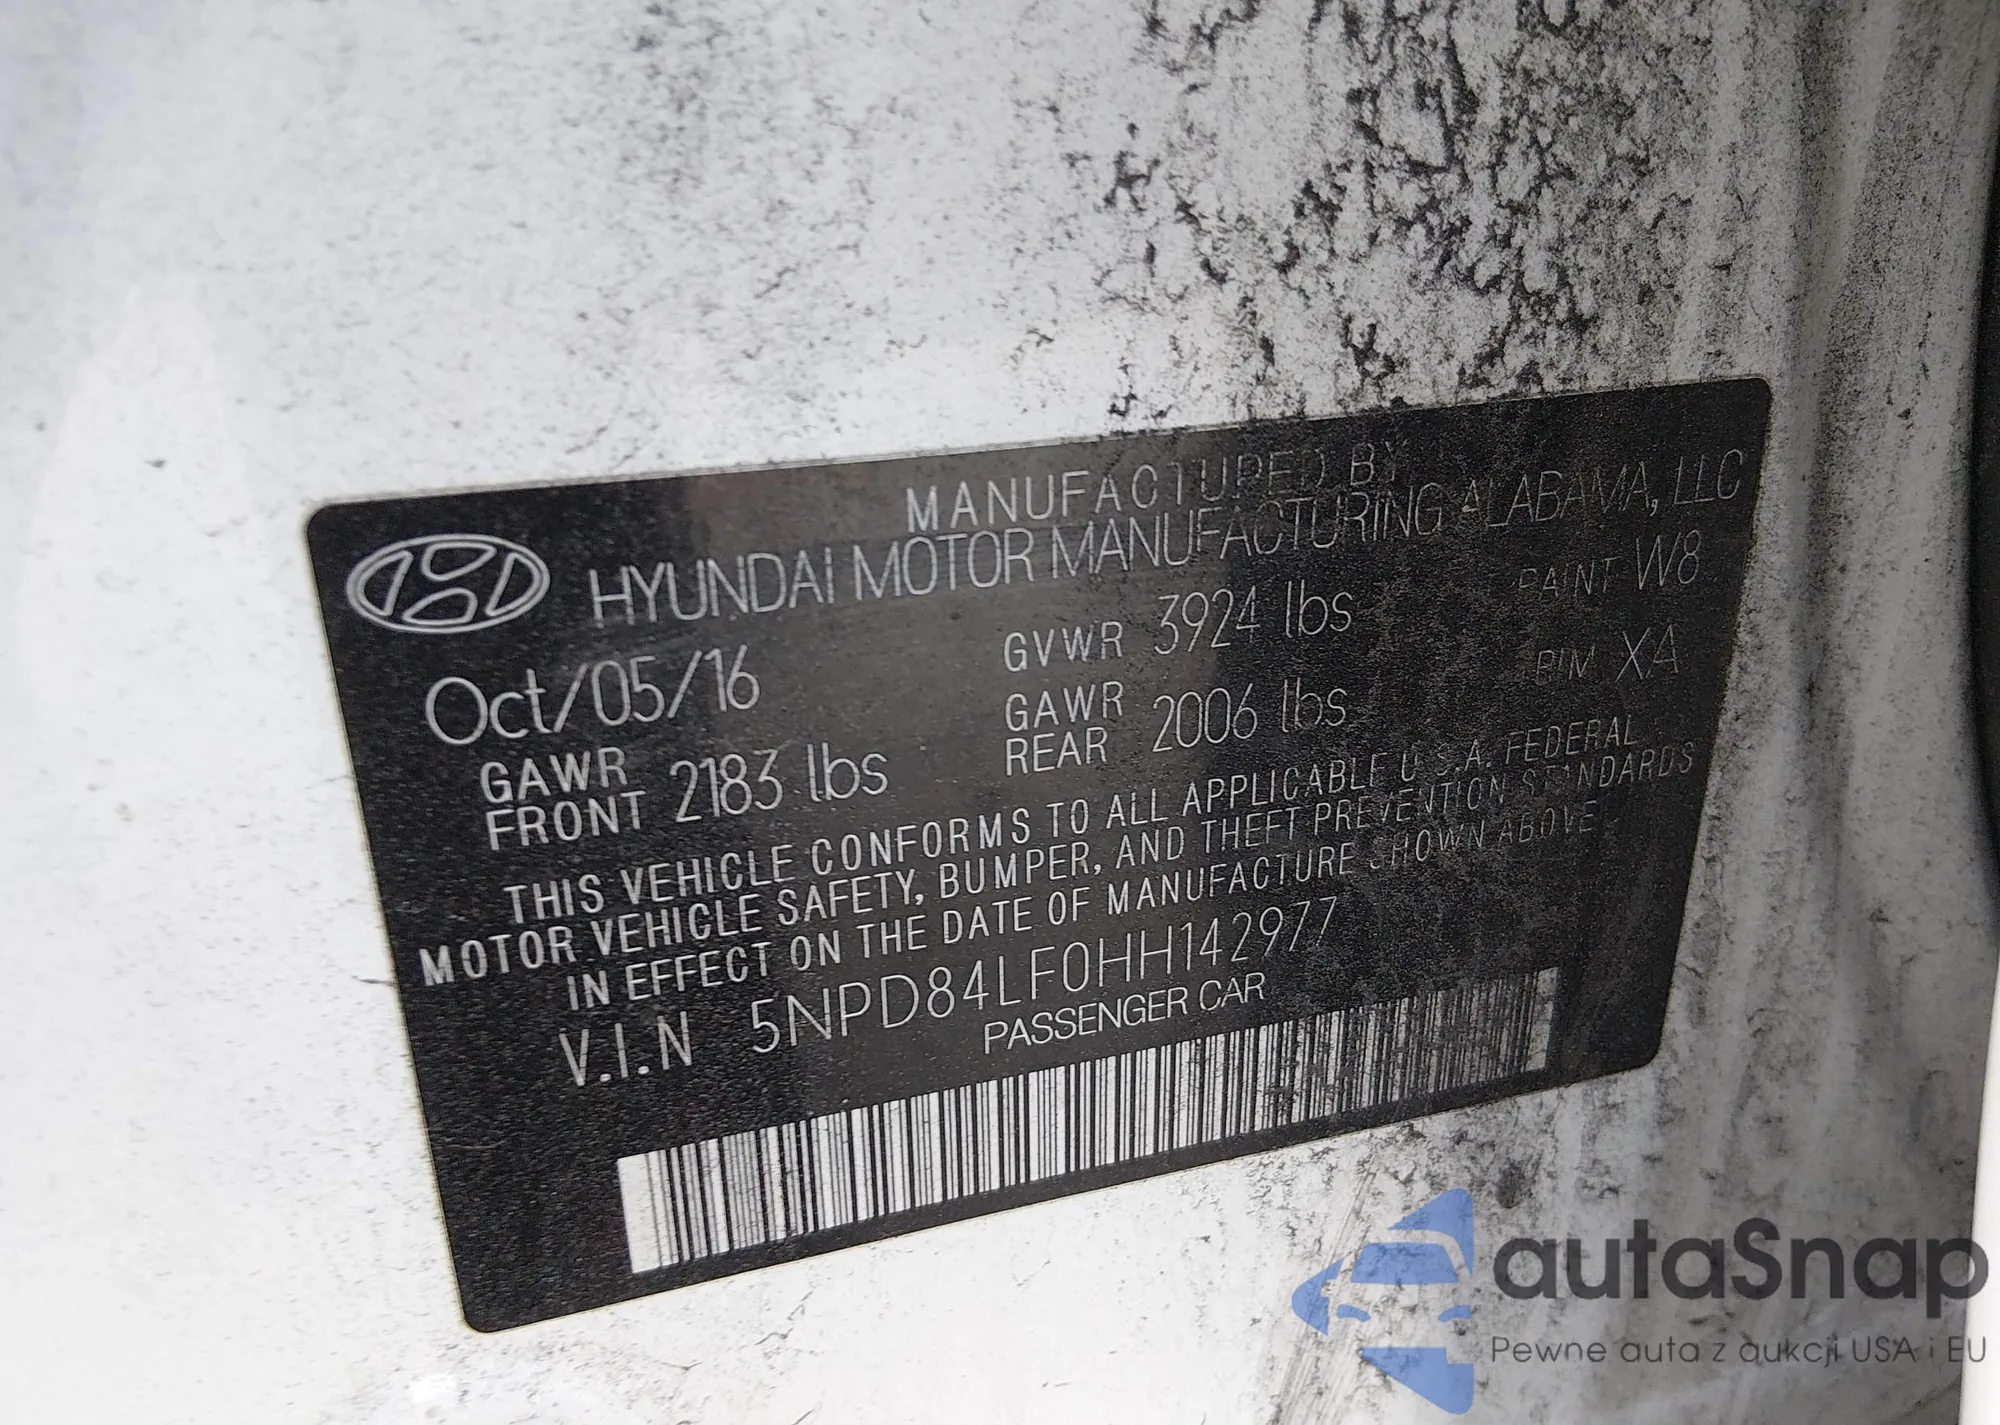 MANUFACTURED BY
HYUNDAI MOTOR MANUFACTURING ALABAMA, LLC
Oct/05/16 GVWR 3924 lbs PAINT W8
GAWR FRONT 2183 lbs GAWR REAR 2006 lbs RIM X4
THIS VEHICLE CONFORMS TO ALL APPLICABLE U.S.A. FEDERAL
MOTOR VEHICLE SAFETY, BUMPER, AND THEFT PREVENTION STANDARDS
IN EFFECT ON THE DATE OF MANUFACTURE SHOWN ABOVE
V.I.N 5NPD84LF0HH142977
PASSENGER CAR
autaSnap
Pewne auta z aukcji USA i EU